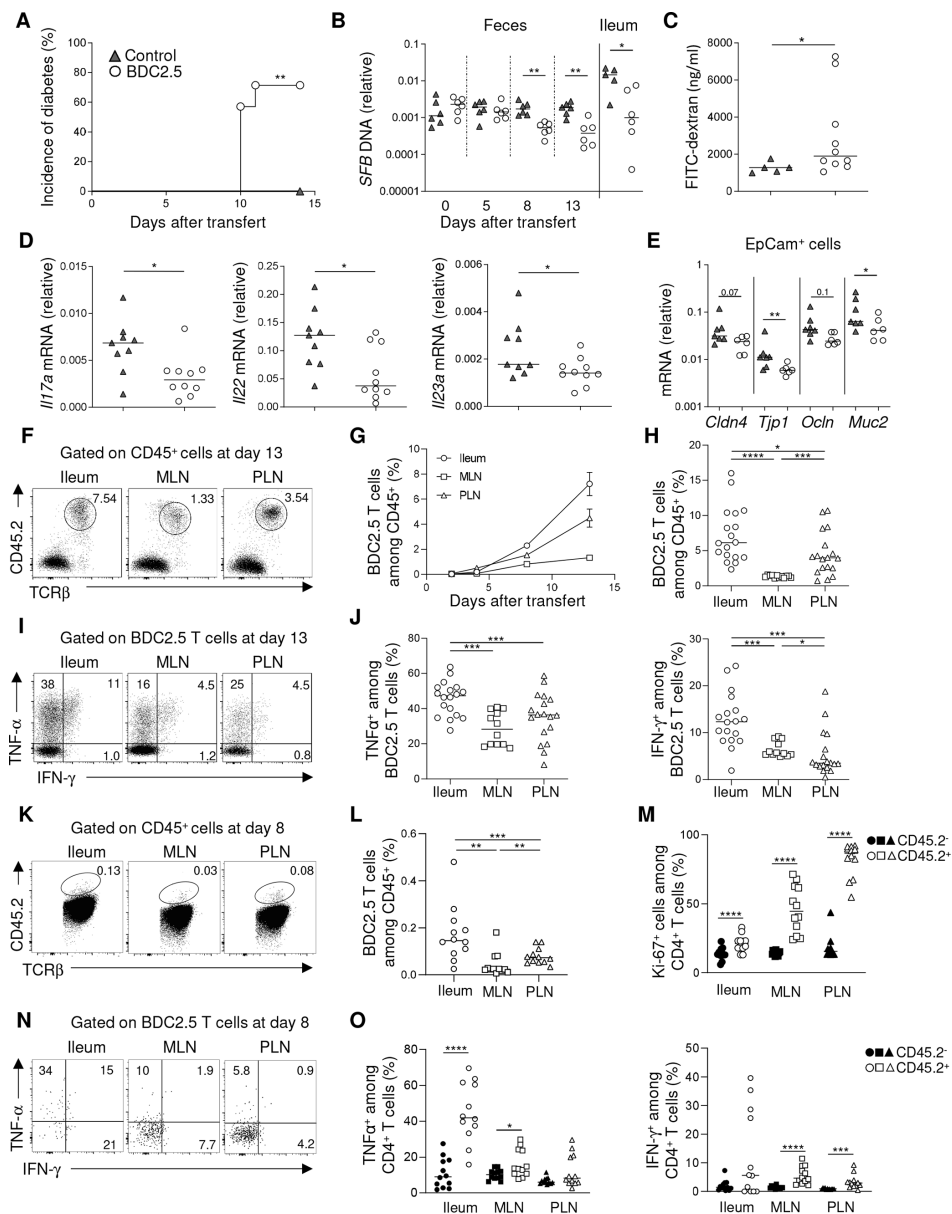 A
Incidence of diabetes (%)
100
80
60
40
20
0
Control
BDC2.5
**
0 5 10 15
Days after transfert
B
Feces Ileum
SFB DNA (relative)
0.1
0.01
0.001
0.0001
0.00001
** ** *
0 5 8 13
Days after transfert
C
FITC-dextran (ng/ml)
8000
6000
4000
2000
0
*
D
Il17a mRNA (relative)
0.015
0.010
0.005
0.000
*
Il22 mRNA (relative)
0.25
0.20
0.15
0.10
0.05
0.00
*
Il23a mRNA (relative)
0.006
0.004
0.002
0.000
*
E
EpCam+ cells
mRNA (relative)
1
0.1
0.01
0.001
0.07 ** 0.1 *
Cldn4 Tjp1 Ocln Muc2
F
Gated on CD45+ cells at day 13
Ileum MLN PLN
7.54 1.33 3.54
CD45.2
TCRβ
G
BDC2.5 T cells
among CD45+ (%)
10
8
6
4
2
0
Ileum
MLN
PLN
0 5 10 15
Days after transfert
H
BDC2.5 T cells
among CD45+ (%)
20
15
10
5
0
*
**** ***
Ileum MLN PLN
I
Gated on BDC2.5 T cells at day 13
Ileum MLN PLN
38 11 16 4.5 25 4.5
1.0 1.2 0.8
TNF-α
IFN-γ
J
TNFα+ among
BDC2.5 T cells (%)
80
60
40
20
0
***
***
Ileum MLN PLN
IFN-γ+ among
BDC2.5 T cells (%)
30
20
10
0
***
*** *
Ileum MLN PLN
K
Gated on CD45+ cells at day 8
Ileum MLN PLN
0.13 0.03 0.08
CD45.2
TCRβ
L
BDC2.5 T cells
among CD45+ (%)
0.6
0.4
0.2
0.0
***
** **
Ileum MLN PLN
M
Ki-67+ cells among
CD4+ T cells (%)
100
50
0
**** **** ****
CD45.2-
CD45.2+
Ileum MLN PLN
N
Gated on BDC2.5 T cells at day 8
Ileum MLN PLN
34 15 10 1.9 5.8 0.9
21 7.7 4.2
TNF-α
IFN-γ
O
TNFα+ among
CD4+ T cells (%)
80
60
40
20
0
**** *
Ileum MLN PLN
IFN-γ+ among
CD4+ T cells (%)
50
40
30
20
10
0
**** ***
CD45.2-
CD45.2+
Ileum MLN PLN